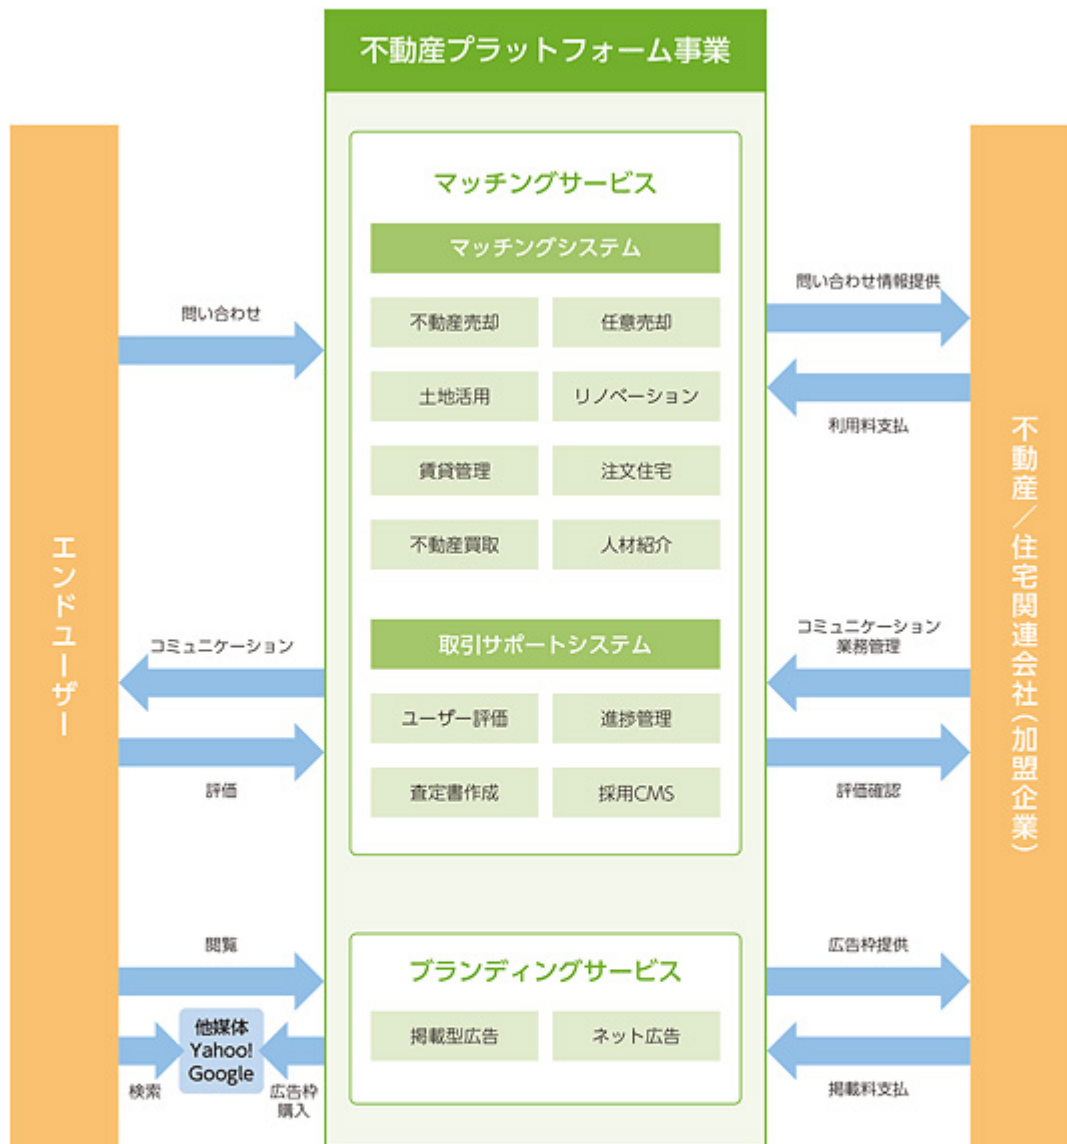 不動産プラットフォーム事業
マッチングサービス
マッチングシステム
不動産売却
任意売却
土地活用
リノベーション
賃貸管理
注文住宅
不動産買取
人材紹介
取引サポートシステム
ユーザー評価
進捗管理
査定書作成
採用CMS
ブランディングサービス
掲載型広告
ネット広告
エンドユーザー
問い合わせ
コミュニケーション
評価
閲覧
他媒体
Yahoo!
Google
検索
広告枠
購入
問い合わせ情報提供
利用料支払
コミュニケーション
業務管理
評価確認
広告枠提供
掲載料支払
不動産／住宅関連会社(加盟企業)